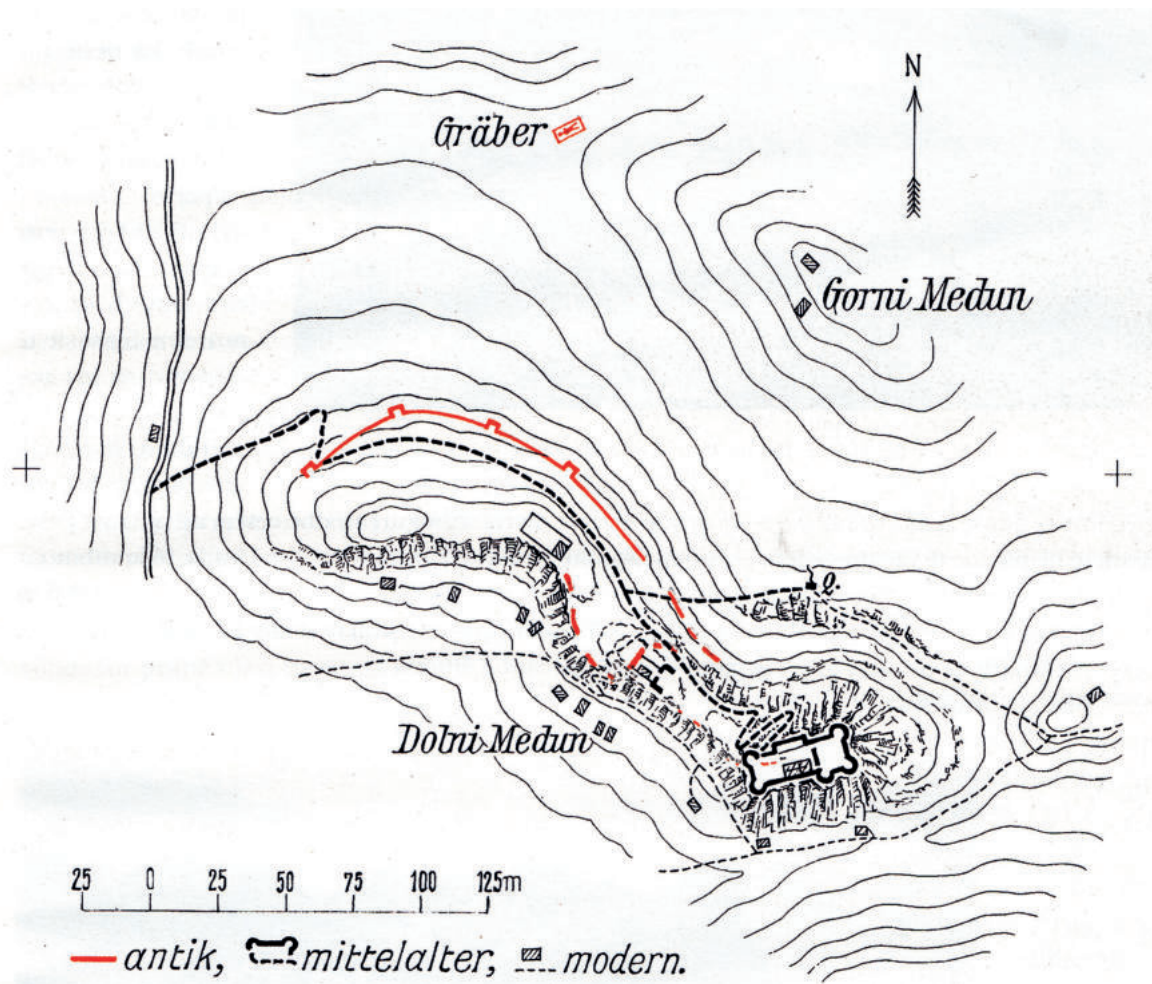 N
Gräber
Gorni Medun
Q.
Dolni Medun
25 0 25 50 75 100 125m
antik, mittelalter, modern.